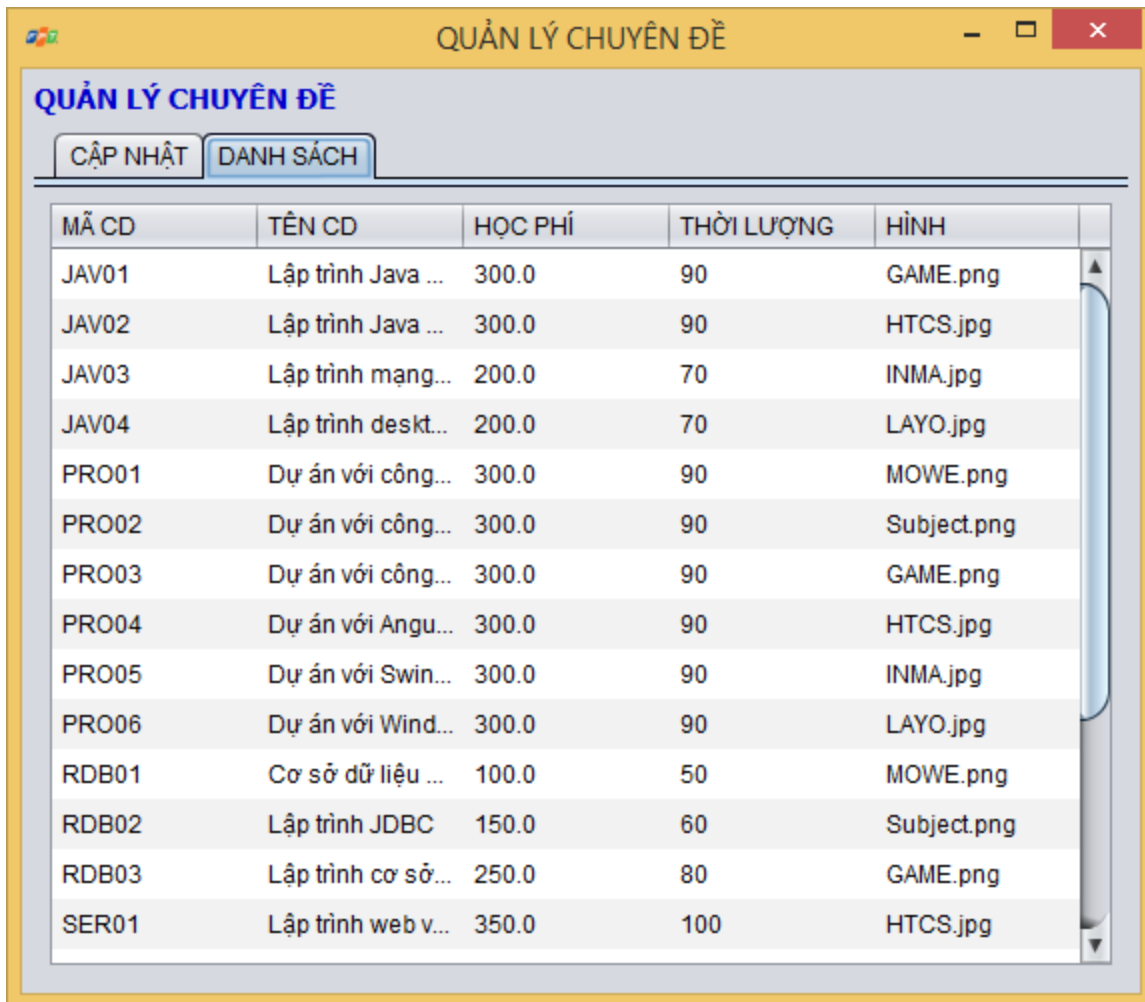 QUẢN LÝ CHUYÊN ĐỀ
QUẢN LÝ CHUYÊN ĐỀ
CẬP NHẬT DANH SÁCH
MÃ CD TÊN CD HỌC PHÍ THỜI LƯỢNG HÌNH
JAV01 Lập trình Java ... 300.0 90 GAME.png
JAV02 Lập trình Java ... 300.0 90 HTCS.jpg
JAV03 Lập trình mạng... 200.0 70 INMA.jpg
JAV04 Lập trình deskt... 200.0 70 LAYO.jpg
PRO01 Dự án với công... 300.0 90 MOWE.png
PRO02 Dự án với công... 300.0 90 Subject.png
PRO03 Dự án với công... 300.0 90 GAME.png
PRO04 Dự án với Angu... 300.0 90 HTCS.jpg
PRO05 Dự án với Swin... 300.0 90 INMA.jpg
PRO06 Dự án với Wind... 300.0 90 LAYO.jpg
RDB01 Cơ sở dữ liệu ... 100.0 50 MOWE.png
RDB02 Lập trình JDBC 150.0 60 Subject.png
RDB03 Lập trình cơ sở... 250.0 80 GAME.png
SER01 Lập trình web v... 350.0 100 HTCS.jpg